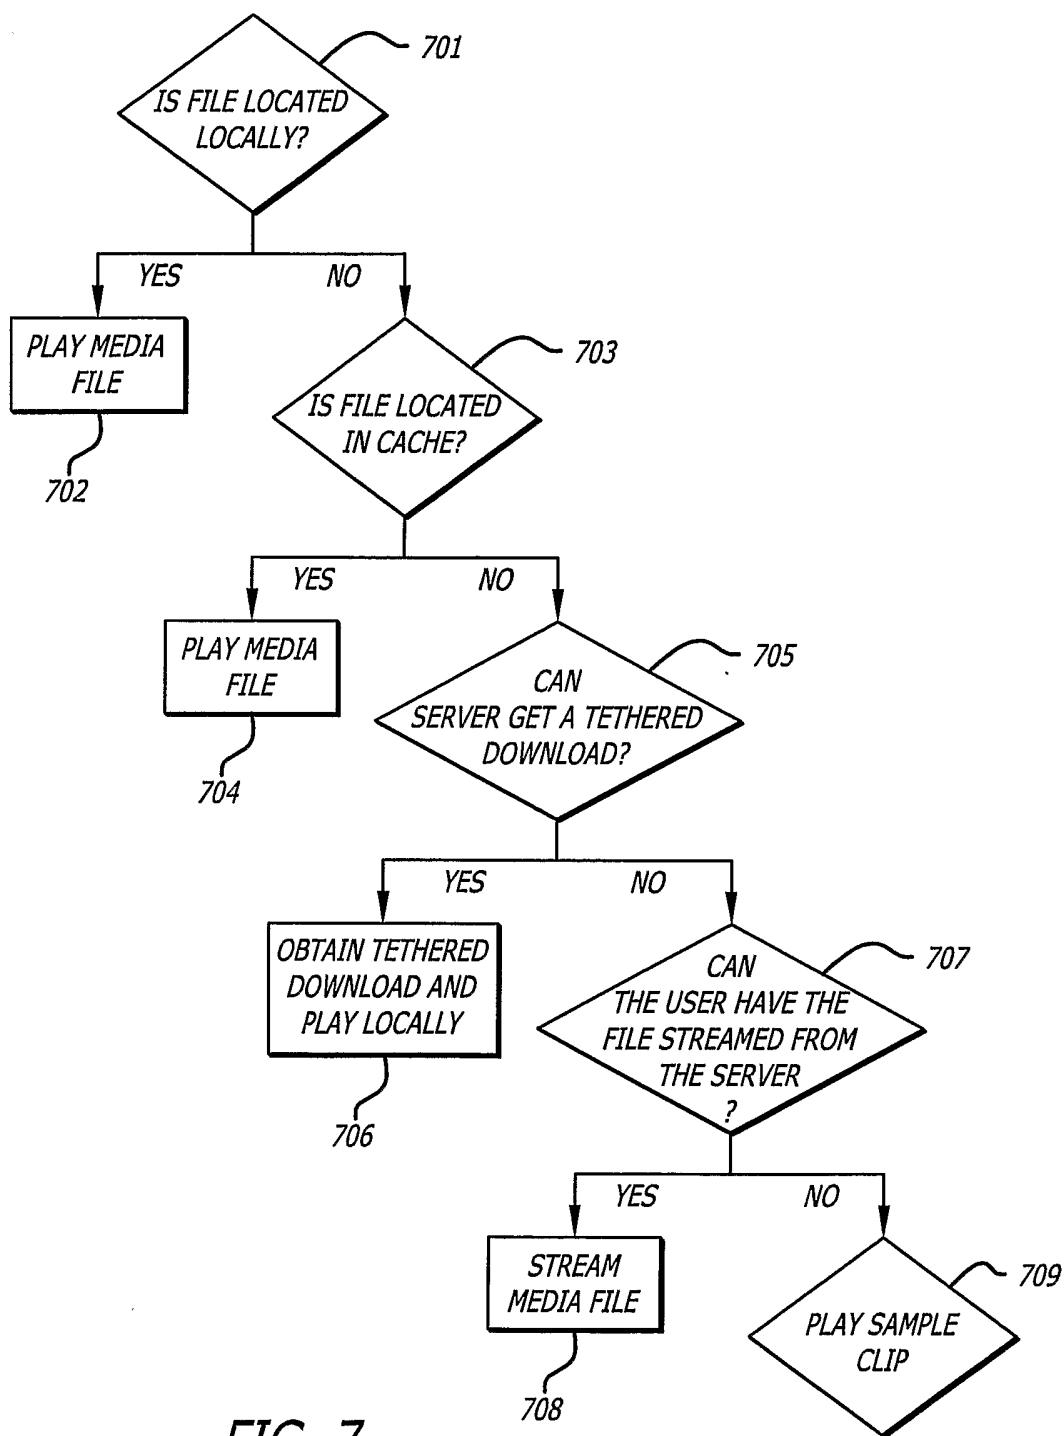 701
IS FILE LOCATED
LOCALLY?
YES
NO
PLAY MEDIA
FILE
702
703
IS FILE LOCATED
IN CACHE?
YES
NO
PLAY MEDIA
FILE
704
705
CAN
SERVER GET A TETHERED
DOWNLOAD?
YES
NO
OBTAIN TETHERED
DOWNLOAD AND
PLAY LOCALLY
706
707
CAN
THE USER HAVE THE
FILE STREAMED FROM
THE SERVER
?
YES
NO
STREAM
MEDIA FILE
708
709
PLAY SAMPLE
CLIP
FIG. 7